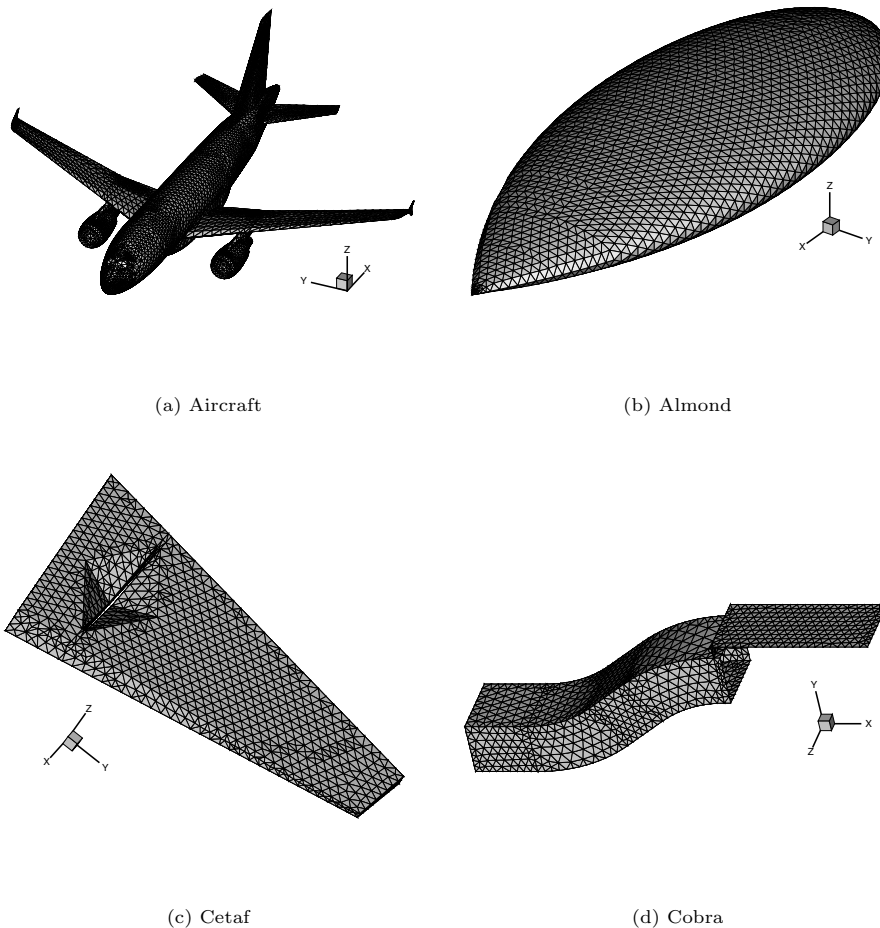 Z
X
Y
Z
X
Y
(a) Aircraft
(b) Almond
Z
X
Y
Y
X
Z
(c) Cetaf
(d) Cobra